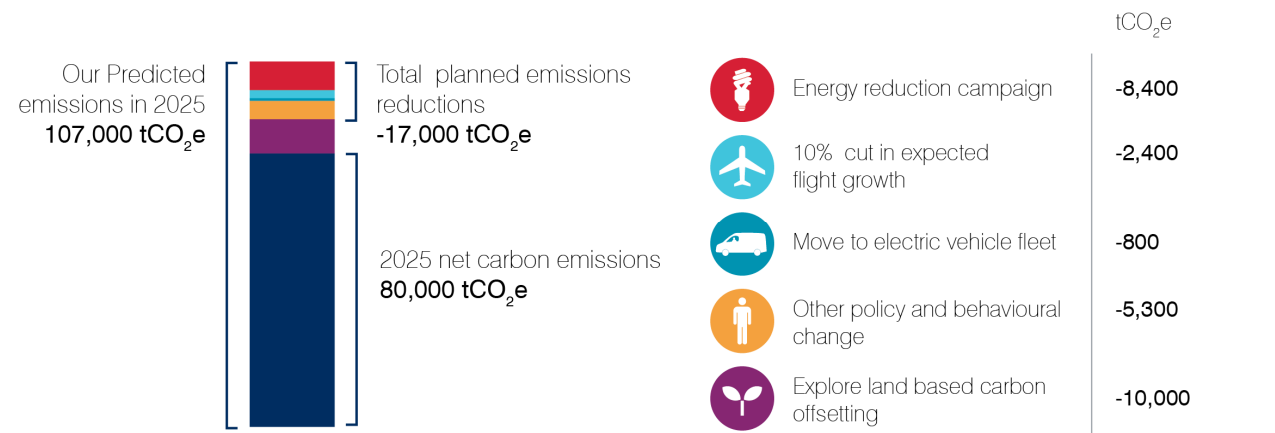 Our Predicted
emissions in 2025
107,000 tCO₂e
Total planned emissions
reductions
-17,000 tCO₂e
2025 net carbon emissions
80,000 tCO₂e
tCO₂e
Energy reduction campaign -8,400
10% cut in expected -2,400
flight growth
Move to electric vehicle fleet -800
Other policy and behavioural -5,300
change
Explore land based carbon -10,000
offsetting